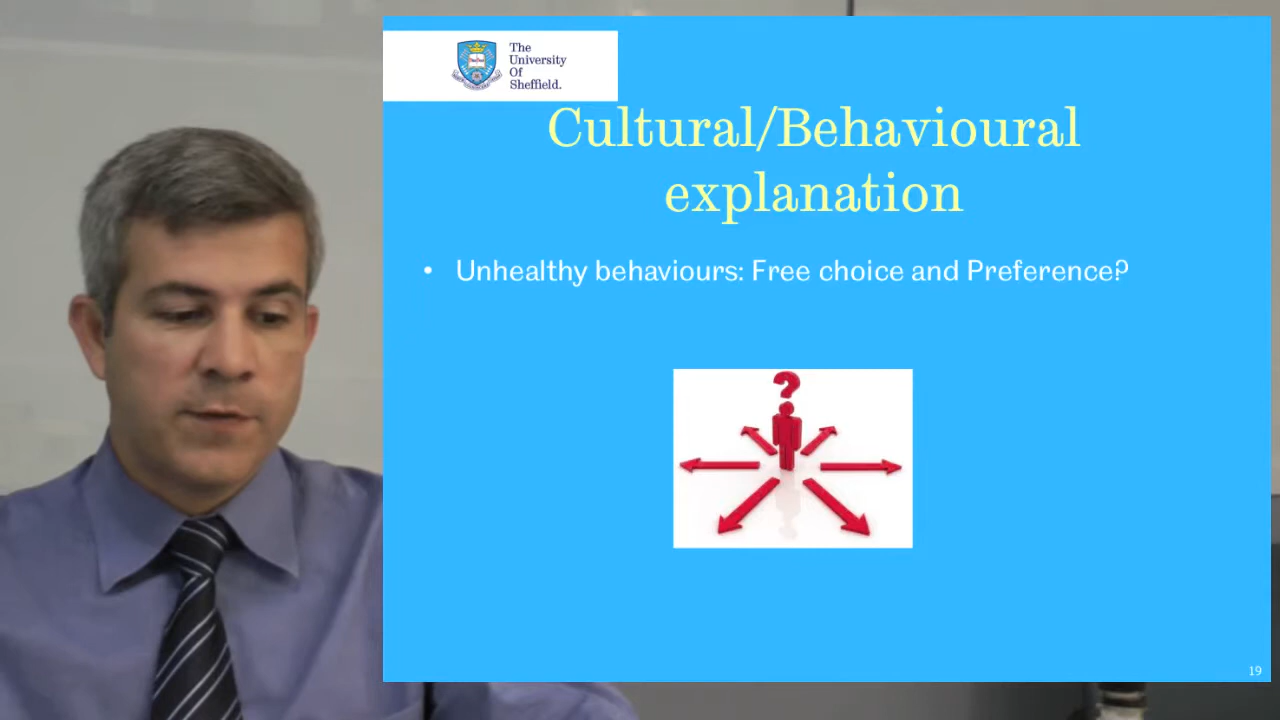 The
University
Of
Sheffield.
Cultural/Behavioural
explanation
• Unhealthy behaviours: Free choice and Preference?
?
19